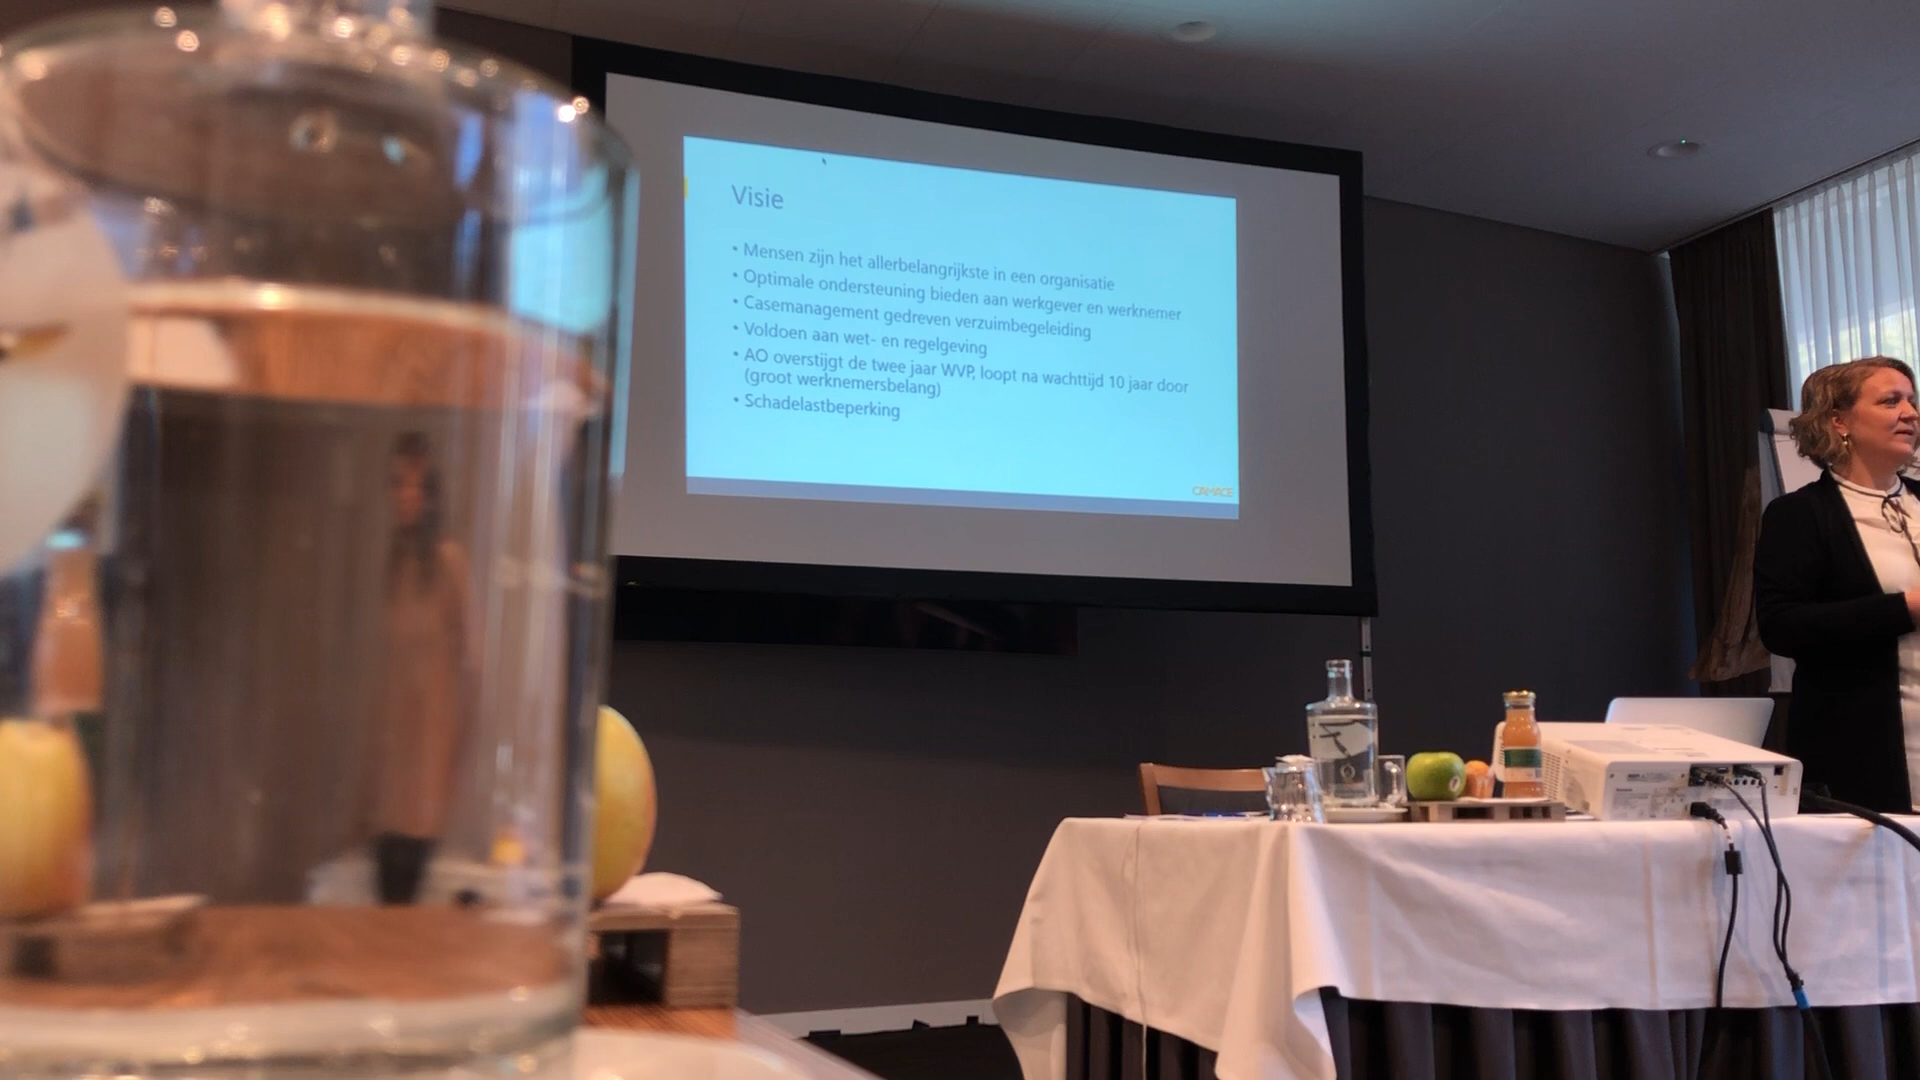 Visie
• Mensen zijn het allerbelangrijkste in een organisatie
• Optimale ondersteuning bieden aan werkgever en werknemer
• Casemanagement gedreven verzuimbegeleiding
• Voldoen aan wet- en regelgeving
• AO overstijgt de twee jaar WVP, loopt na wachttijd 10 jaar door
(groot werknemersbelang)
• Schadelastbeperking